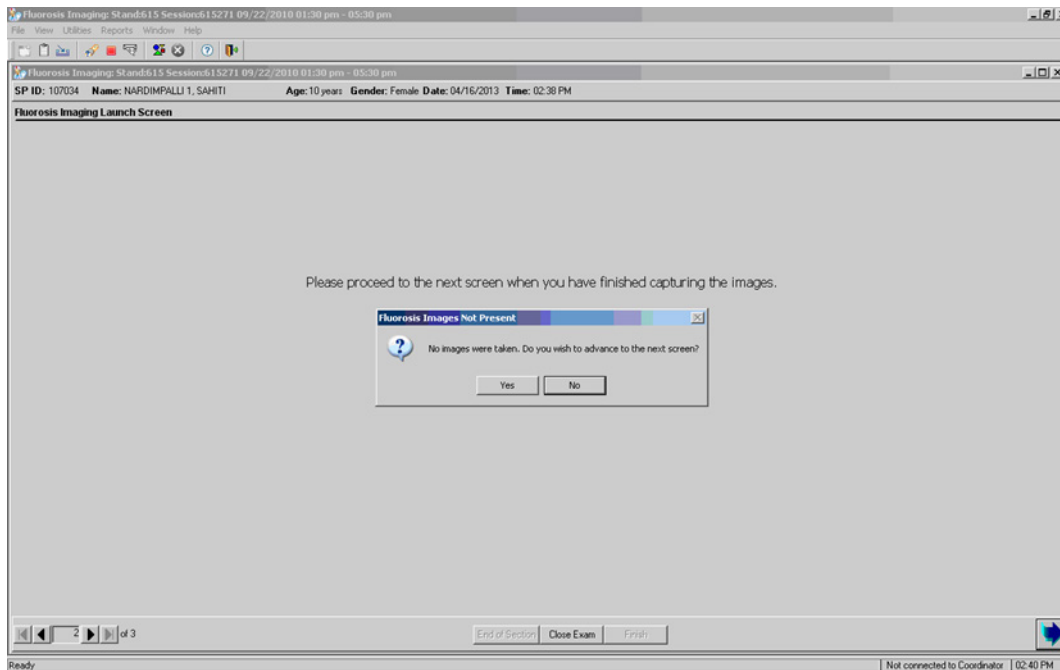 Fluorosis Imaging: Stand:615 Session:615271 09/22/2010 01:30 pm - 05:30 pm
File View Utilities Reports Window Help
Fluorosis Imaging: Stand:615 Session:615271 09/22/2010 01:30 pm - 05:30 pm
SP ID: 107034 Name: NARDIMPALLI 1, SAHITI Age: 10 years Gender: Female Date: 04/16/2013 Time: 02:38 PM
Fluorosis Imaging Launch Screen
Please proceed to the next screen when you have finished capturing the images.
Fluorosis Images Not Present
No images were taken. Do you wish to advance to the next screen?
Yes No
2 of 3 End of Section Close Exam Finish
Ready Not connected to Coordinator 02:40 PM